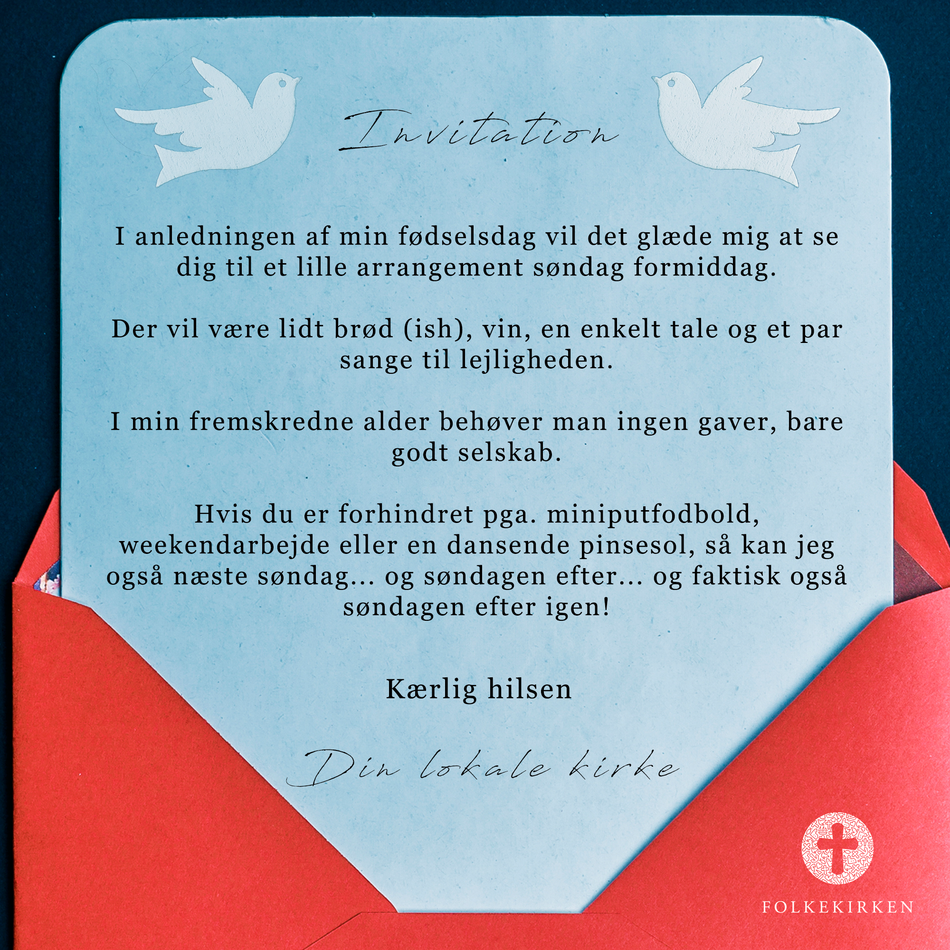 Invitation
I anledningen af min fødselsdag vil det glæde mig at se
dig til et lille arrangement søndag formiddag.
Der vil være lidt brød (ish), vin, en enkelt tale og et par
sange til lejligheden.
I min fremskredne alder behøver man ingen gaver, bare
godt selskab.
Hvis du er forhindret pga. miniputfodbold,
weekendarbejde eller en dansende pinsesol, så kan jeg
også næste søndag... og søndagen efter... og faktisk også
søndagen efter igen!
Kærlig hilsen
Din lokale kirke
FOLKEKIRKEN